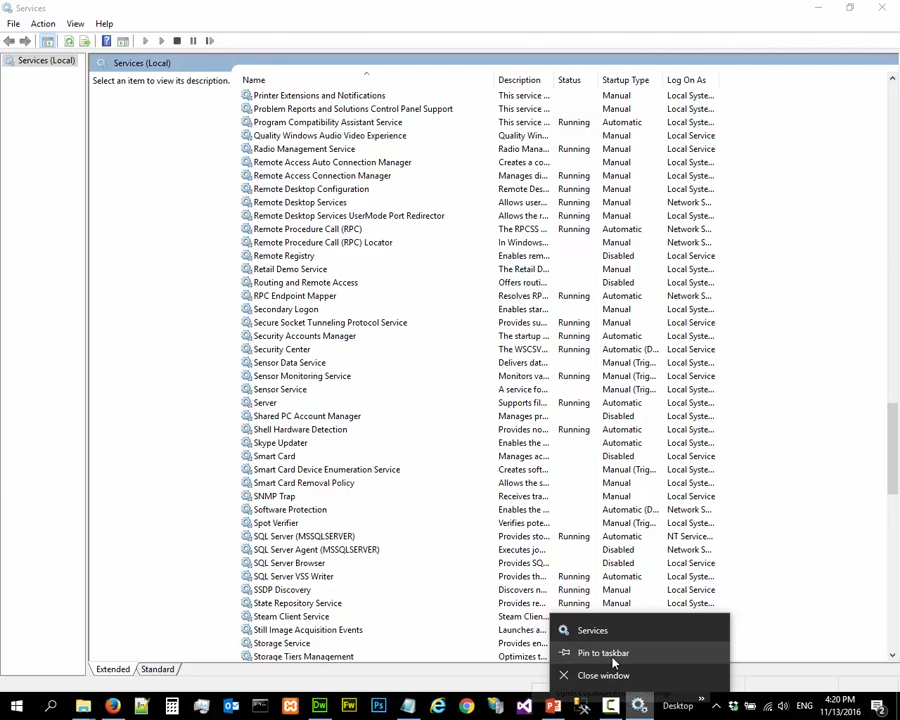 Services
File Action View Help
Services (Local)
Services (Local)
Select an item to view its description.
Name Description Status Startup Type Log On As
Printer Extensions and Notifications This service ... Manual Local Syste...
Problem Reports and Solutions Control Panel Support This service ... Manual Local Syste...
Program Compatibility Assistant Service This service ... Running Automatic Local Syste...
Quality Windows Audio Video Experience Quality Win... Manual Local Service
Radio Management Service Radio Mana... Running Manual Local Service
Remote Access Auto Connection Manager Creates a co... Manual Local Syste...
Remote Access Connection Manager Manages di... Running Manual Local Syste...
Remote Desktop Configuration Remote Des... Manual Local Syste...
Remote Desktop Services Allows user... Manual Network S...
Remote Desktop Services UserMode Port Redirector Allows the r... Manual Local Syste...
Remote Procedure Call (RPC) The RPCSS ... Running Automatic Network S...
Remote Procedure Call (RPC) Locator In Windows... Manual Network S...
Remote Registry Enables rem... Disabled Local Service
Retail Demo Service The Retail D... Manual Local Syste...
Routing and Remote Access Offers routi... Disabled Local Syste...
RPC Endpoint Mapper Resolves RP... Running Automatic Network S...
Secondary Logon Enables star... Manual Local Syste...
Secure Socket Tunneling Protocol Service Provides su... Running Manual Local Service
Security Accounts Manager The startup ... Running Automatic Local Syste...
Security Center The WSCSV... Running Automatic (D... Local Service
Sensor Data Service Delivers dat... Manual (Trig... Local Syste...
Sensor Monitoring Service Monitors va... Running Manual (Trig... Local Service
Sensor Service A service fo... Manual (Trig... Local Syste...
Server Supports fil... Running Automatic Local Syste...
Shared PC Account Manager Manages pr... Disabled Local Syste...
Shell Hardware Detection Provides no... Running Automatic Local Syste...
Skype Updater Enables the ... Automatic Local Syste...
Smart Card Manages ac... Disabled Local Service
Smart Card Device Enumeration Service Creates soft... Manual (Trig... Local Syste...
Smart Card Removal Policy Allows the s... Manual Local Syste...
SNMP Trap Receives tra... Manual Local Service
Software Protection Enables the ... Automatic (D... Network S...
Spot Verifier Verifies pote... Manual (Trig... Local Syste...
SQL Server (MSSQLSERVER) Provides sto... Running Automatic NT Service...
SQL Server Agent (MSSQLSERVER) Executes jo... Disabled Network S...
SQL Server Browser Provides SQ... Disabled Local Service
SQL Server VSS Writer Provides th... Running Automatic Local Syste...
SSDP Discovery Discovers n... Running Manual Local Service
State Repository Service Provides re... Running Manual Local Syste...
Steam Client Service Steam Clien...
Still Image Acquisition Events Launches a...
Storage Service Provides en...
Storage Tiers Management Optimizes t...
Services
Pin to taskbar
Close window
Extended Standard
Desktop
ENG
4:20 PM
11/13/2016
2